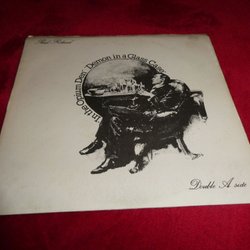 Paul Roland
In the Opium Den · Demon in a Glass Case
Double 'A' side